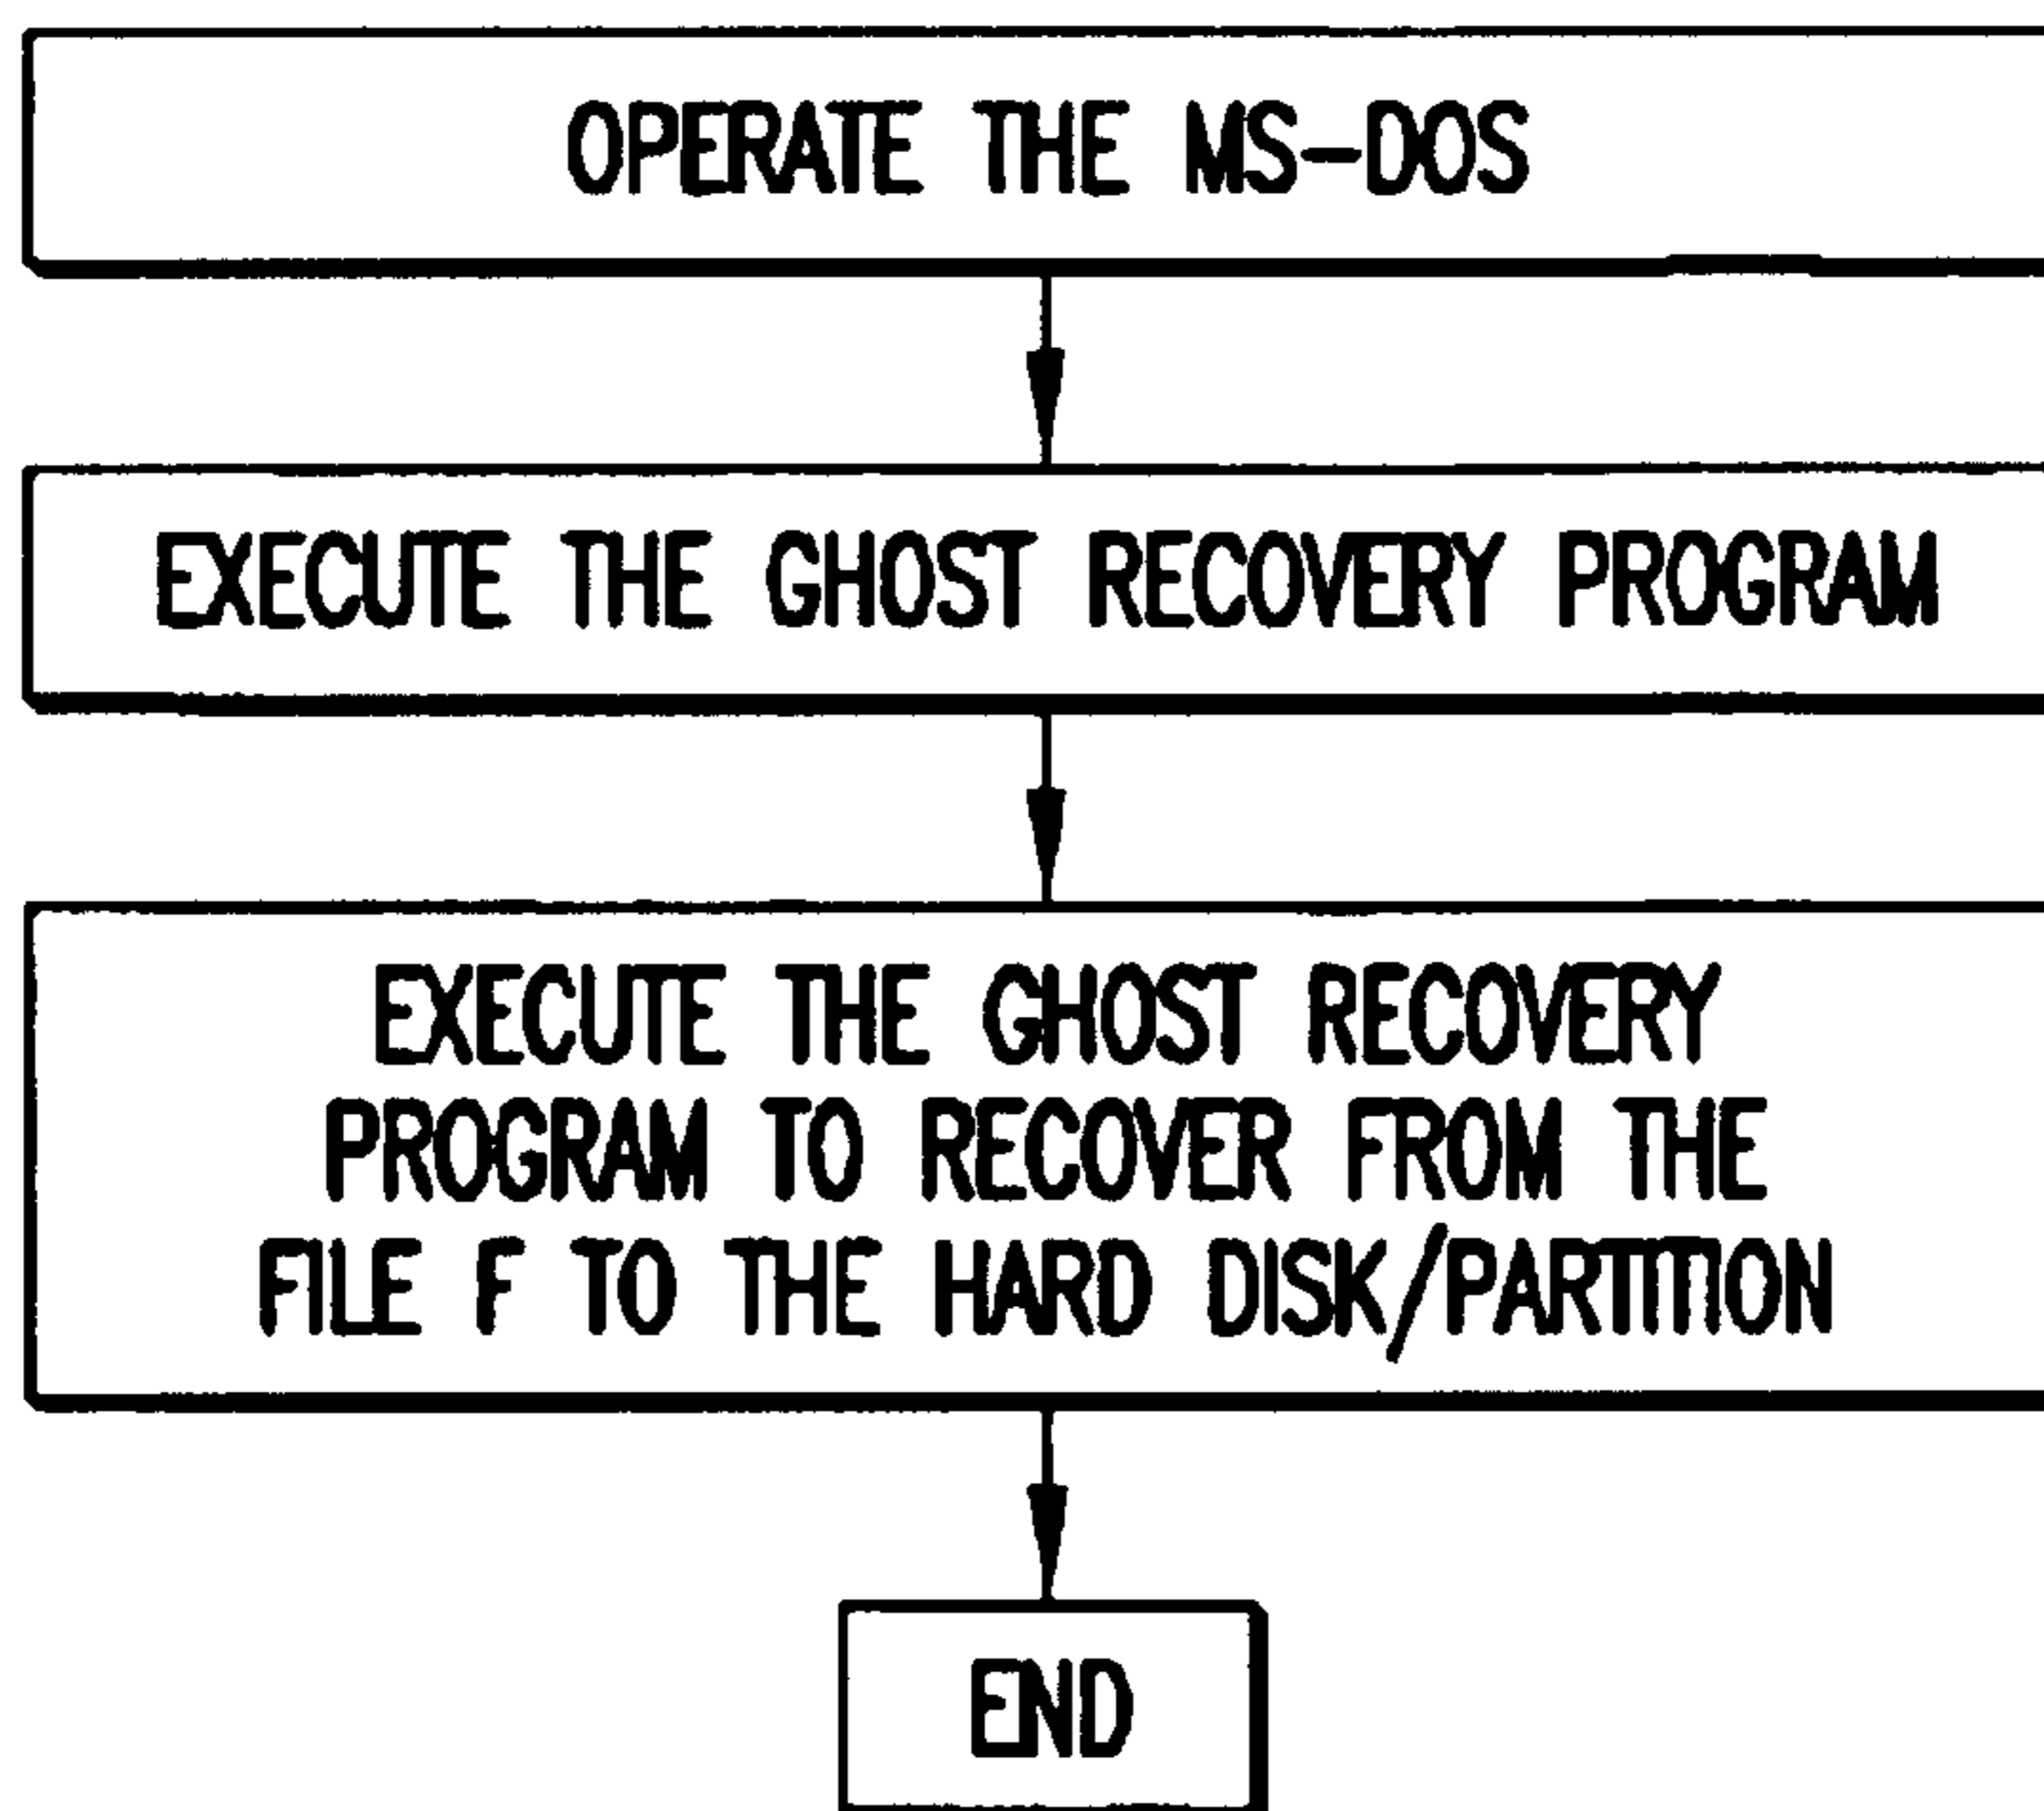 OPERATE THE MS-DOS
EXECUTE THE GHOST RECOVERY PROGRAM
EXECUTE THE GHOST RECOVERY
PROGRAM TO RECOVER FROM THE
FILE F TO THE HARD DISK/PARTITION
END